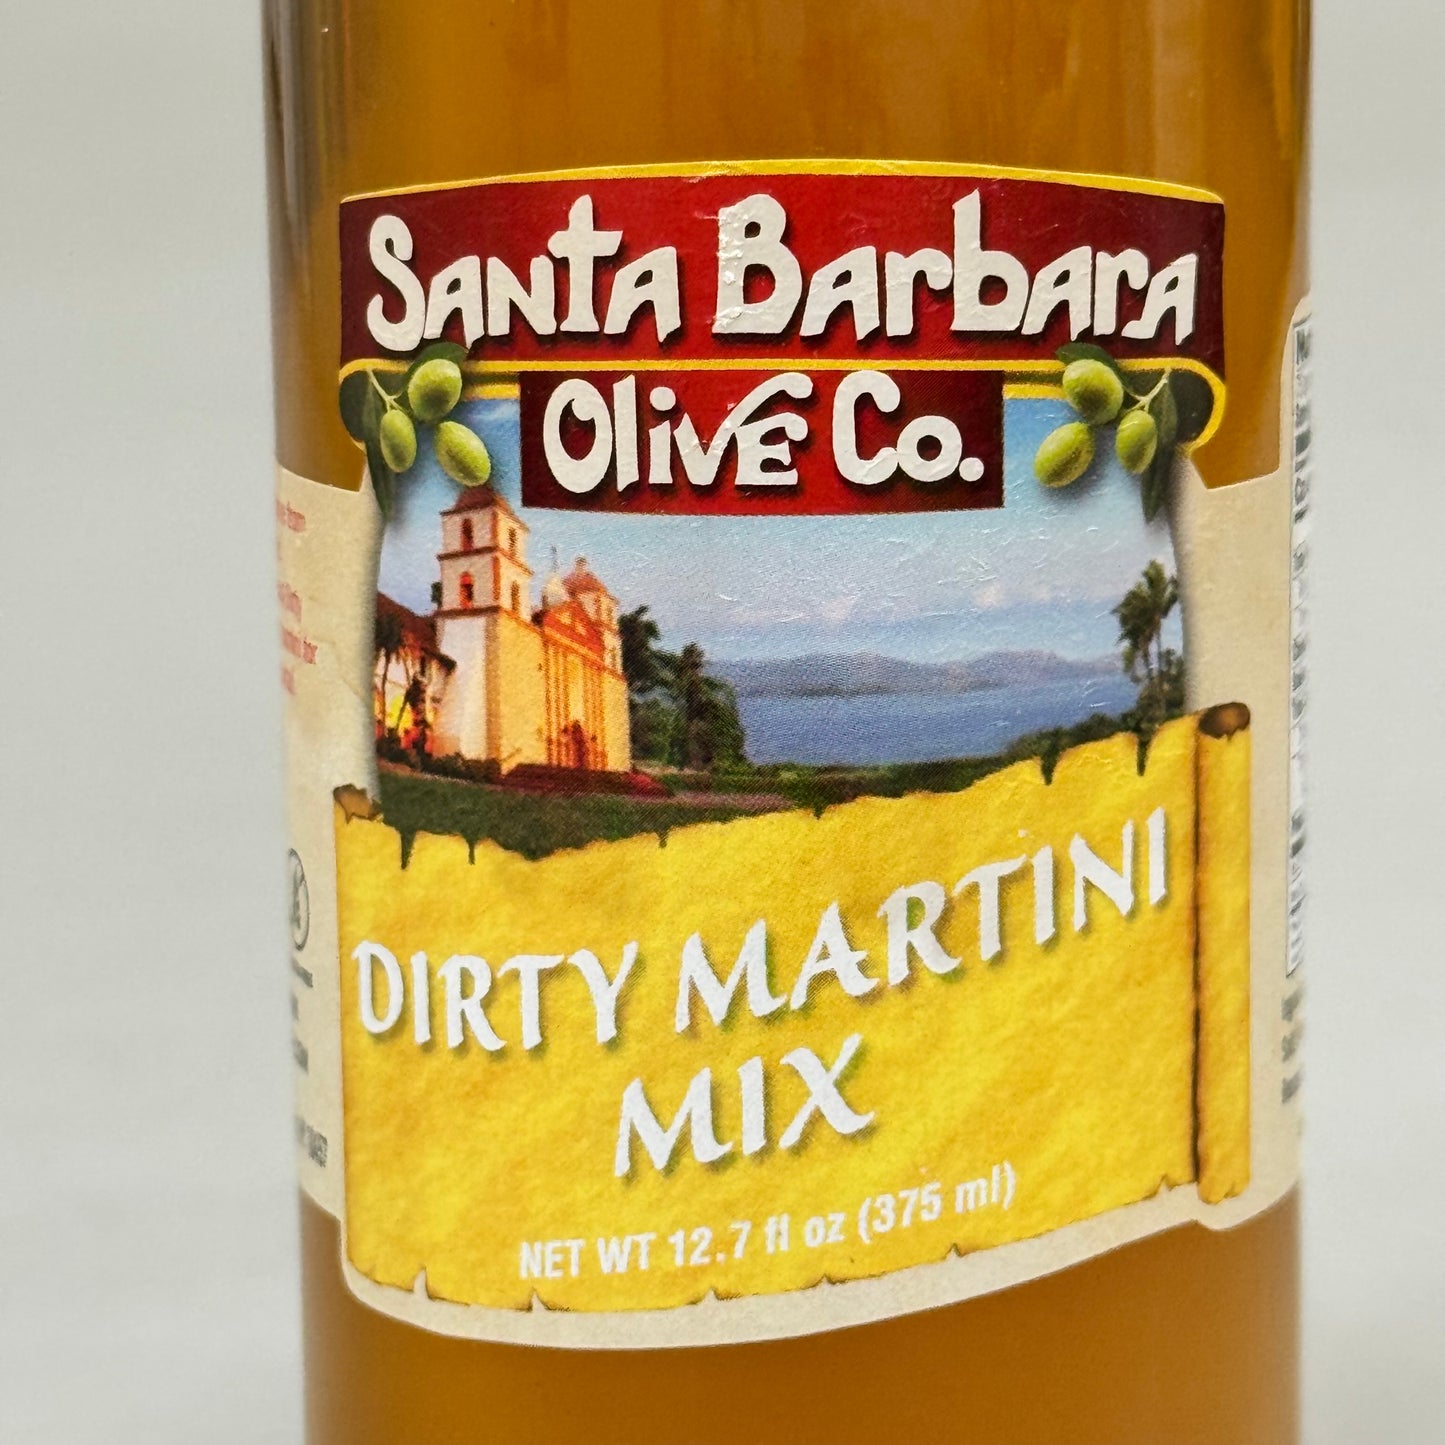 SANTA BARBARA
OLIVE CO.
DIRTY MARTINI
MIX
NET WT 12.7 fl oz (375 ml)